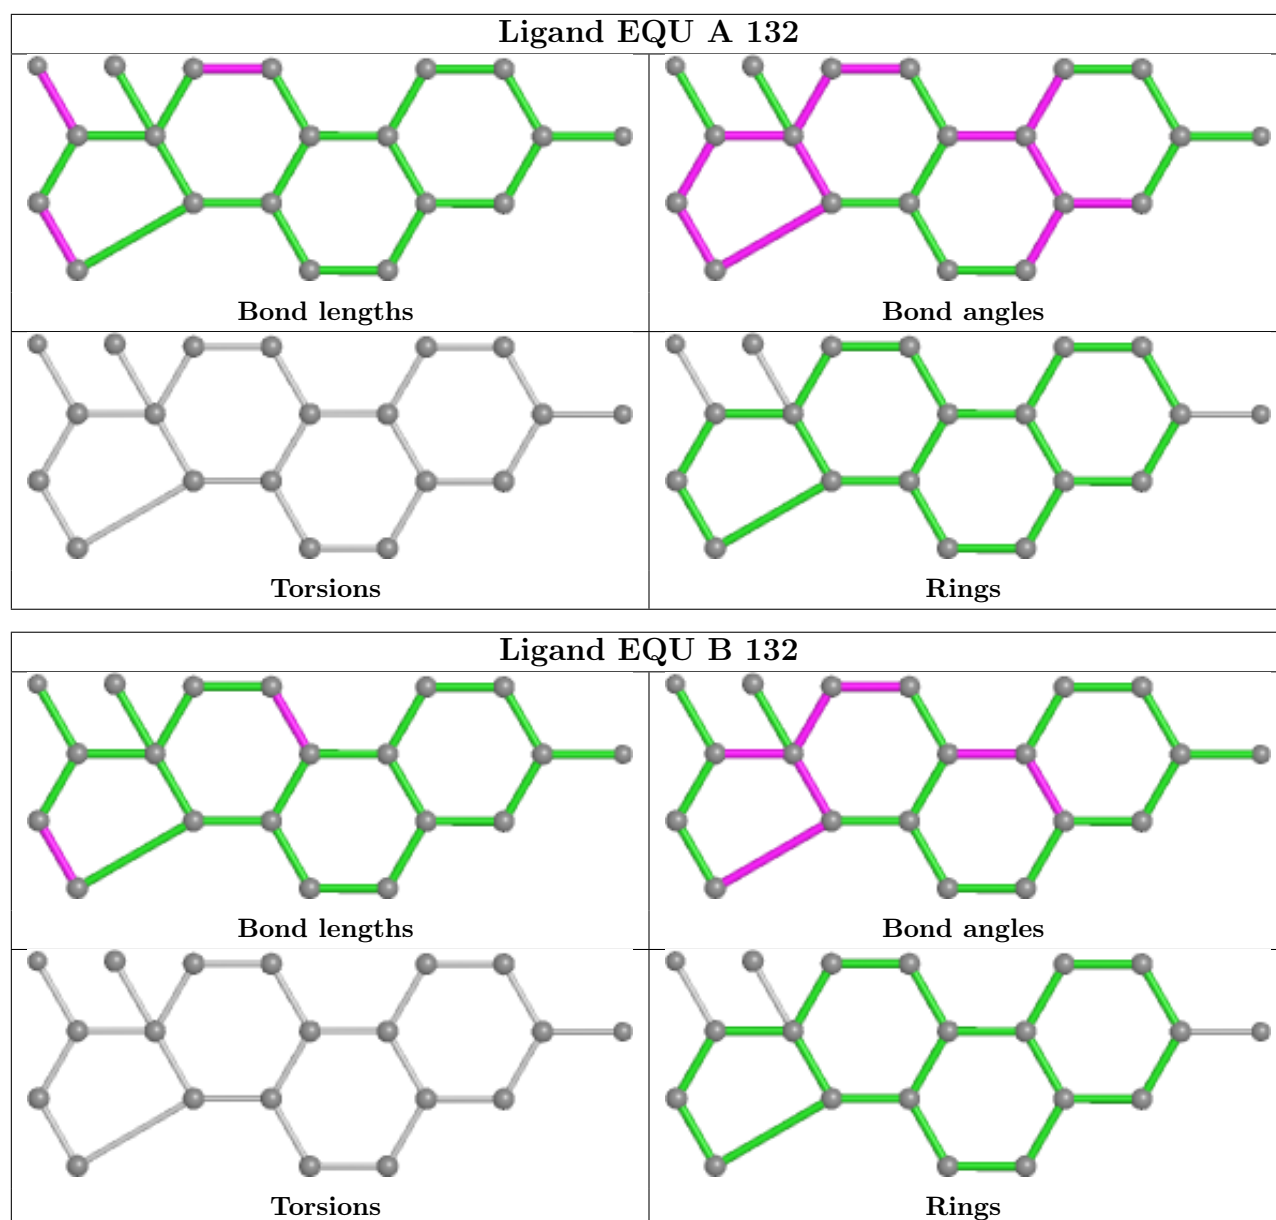 Ligand EQU A 132
Bond lengths
Bond angles
Torsions
Rings
Ligand EQU B 132
Bond lengths
Bond angles
Torsions
Rings